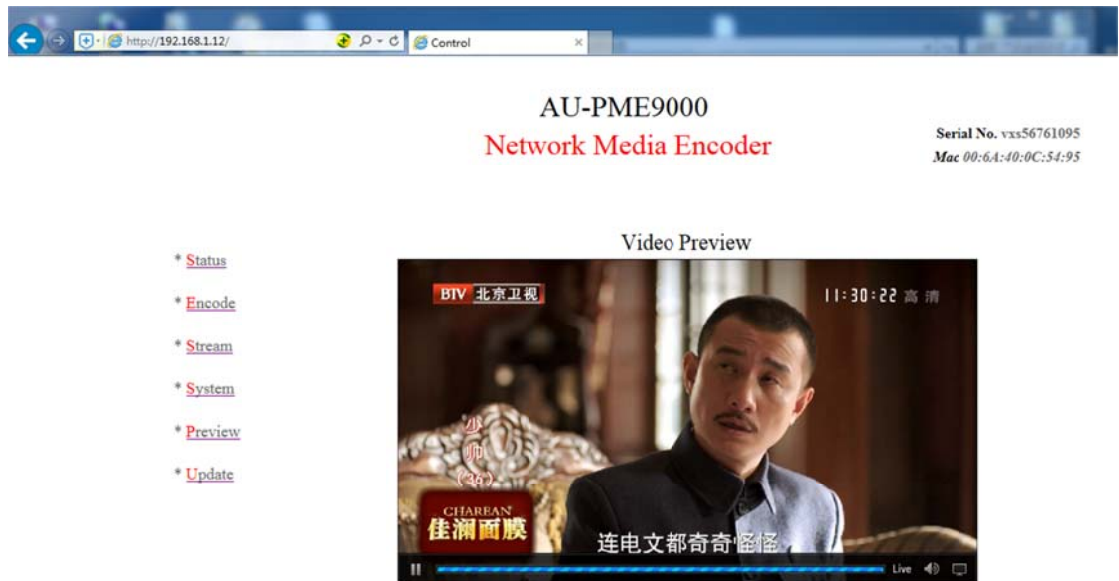 http://192.168.1.12/
Control
AU-PME9000
Network Media Encoder
Serial No. vxs56761095
Mac 00:6A:40:0C:54:95
* Status
* Encode
* Stream
* System
* Preview
* Update
Video Preview
BTV 北京卫视
11:30:22 高清
少帅
(36)
CHAREAN
佳澜面膜
连电文都奇奇怪怪
Live